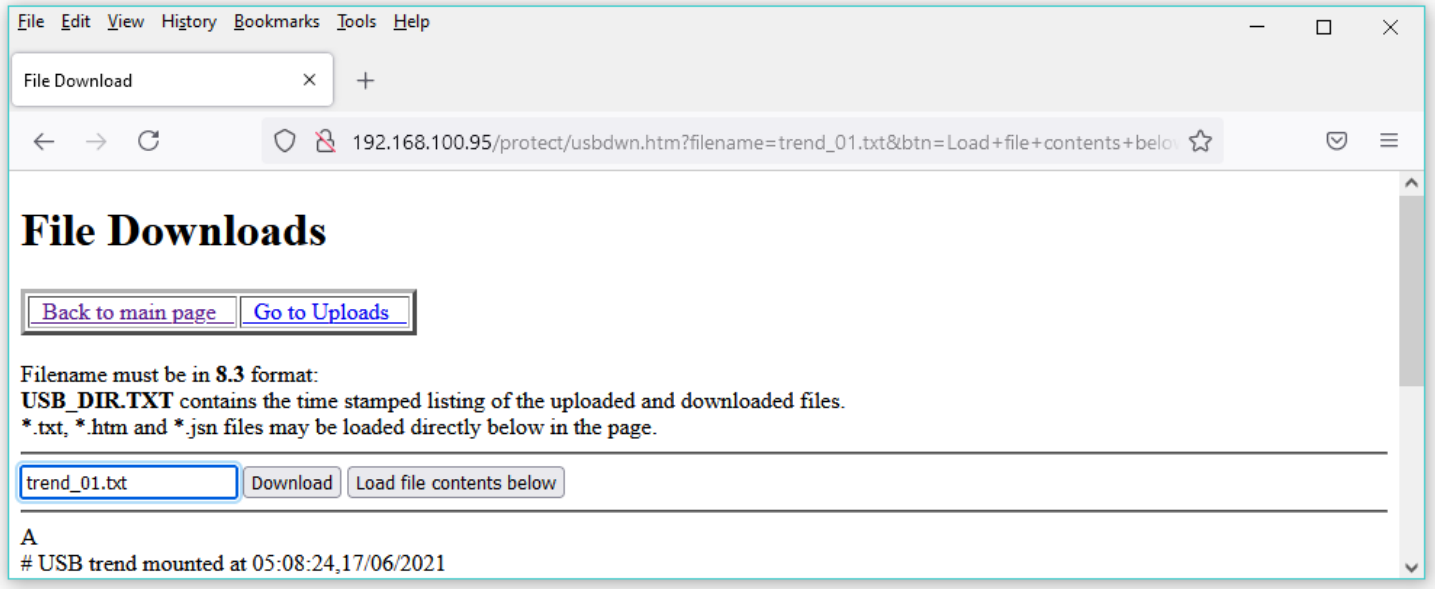 File Edit View History Bookmarks Tools Help
File Download
192.168.100.95/protect/usbdwn.htm?filename=trend_01.txt&btn=Load+file+contents+belo
File Downloads
Back to main page Go to Uploads
Filename must be in 8.3 format:
USB_DIR.TXT contains the time stamped listing of the uploaded and downloaded files.
*.txt, *.htm and *.jsn files may be loaded directly below in the page.
trend_01.txt Download Load file contents below
A
# USB trend mounted at 05:08:24,17/06/2021